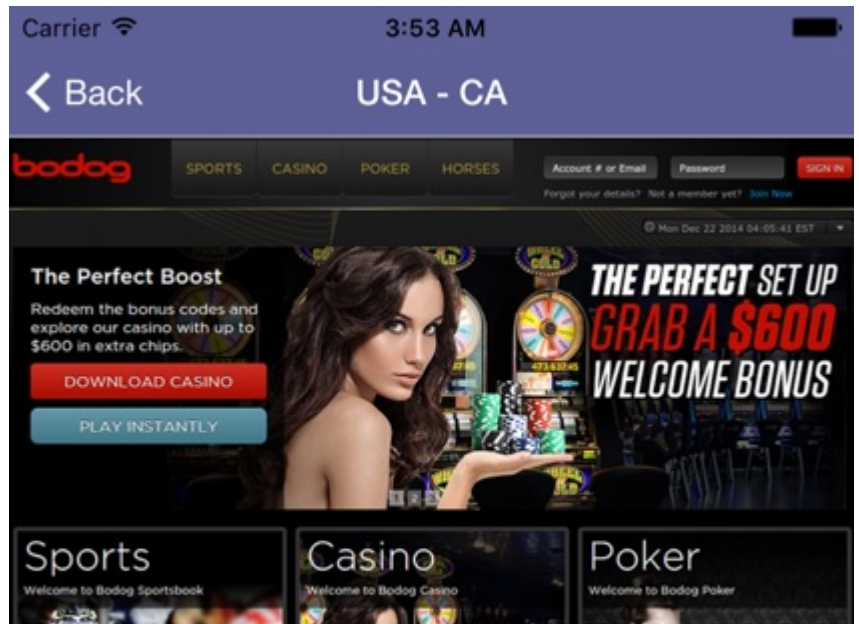 Carrier
3:53 AM
Back
USA - CA
bodog
SPORTS
CASINO
POKER
HORSES
Account # or Email
Password
SIGN IN
Forgot your details?
Not a member yet? Join Now
Mon Dec 22 2014 04:05:41 EST
The Perfect Boost
Redeem the bonus codes and
explore our casino with up to
$600 in extra chips.
DOWNLOAD CASINO
PLAY INSTANTLY
THE PERFECT SET UP
GRAB A $600
WELCOME BONUS
1 2 3
Sports
Welcome to Bodog Sportsbook
Casino
Welcome to Bodog Casino
Poker
Welcome to Bodog Poker